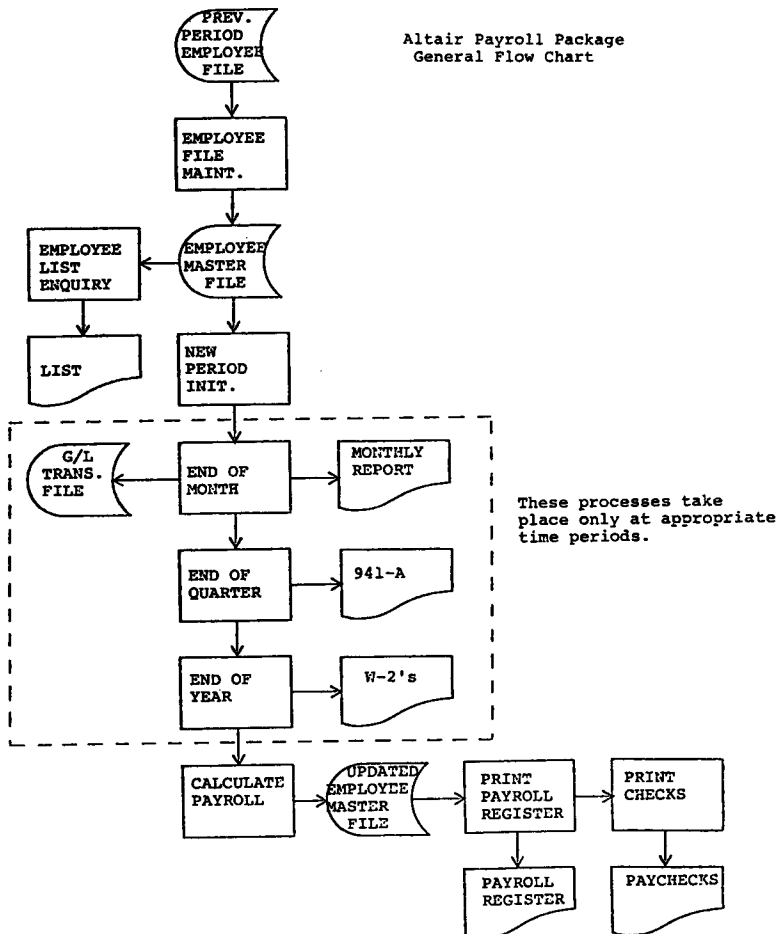 PREV.
PERIOD
EMPLOYEE
FILE
Altair Payroll Package
General Flow Chart
EMPLOYEE
FILE
MAINT.
EMPLOYEE
LIST
ENQUIRY
EMPLOYEE
MASTER
FILE
LIST
NEW
PERIOD
INIT.
G/L
TRANS.
FILE
END OF
MONTH
MONTHLY
REPORT
These processes take
place only at appropriate
time periods.
END OF
QUARTER
941-A
END OF
YEAR
W-2's
CALCULATE
PAYROLL
UPDATED
EMPLOYEE
MASTER
FILE
PRINT
PAYROLL
REGISTER
PRINT
CHECKS
PAYROLL
REGISTER
PAYCHECKS